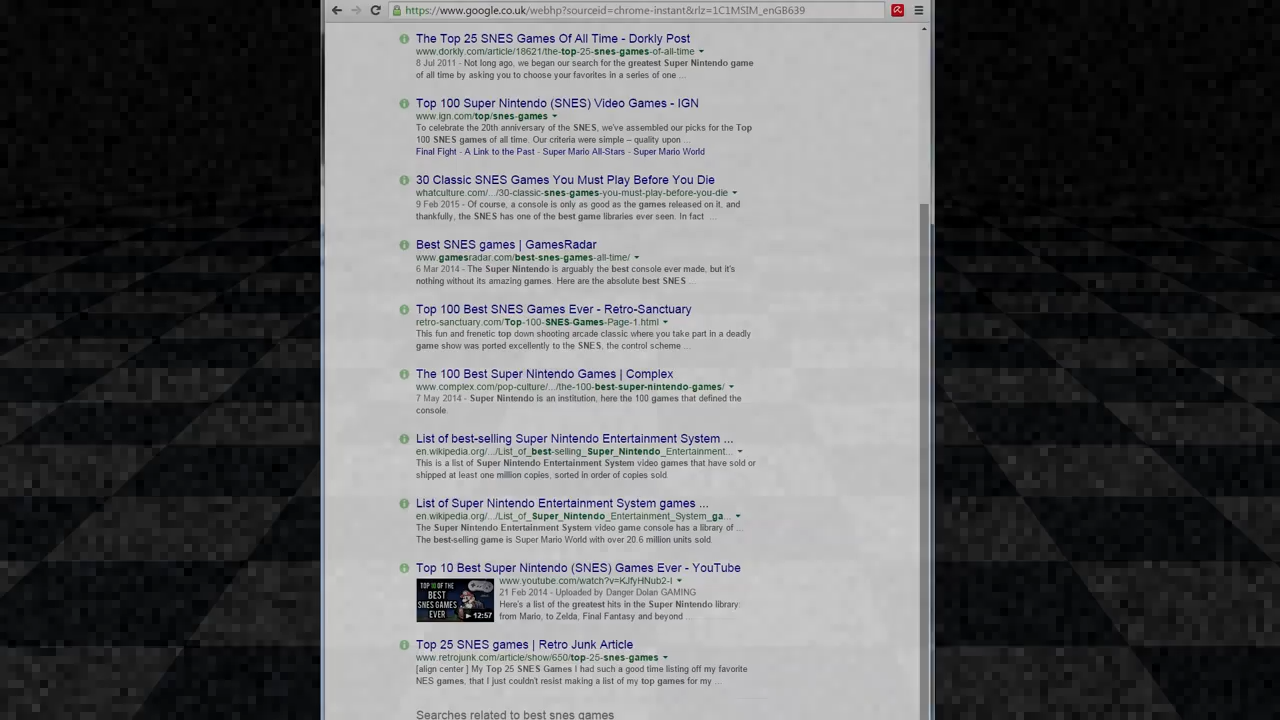 https://www.google.co.uk/webhp?sourceid=chrome-instant&rlz=1C1MSIM_enGB639
The Top 25 SNES Games Of All Time - Dorkly Post
www.dorkly.com/article/18621/the-top-25-snes-games-of-all-time
8 Jul 2011 - Not long ago, we began our search for the greatest Super Nintendo game
of all time by asking you to choose your favorites in a series of one ...
Top 100 Super Nintendo (SNES) Video Games - IGN
www.ign.com/top/snes-games
To celebrate the 20th anniversary of the SNES, we've assembled our picks for the Top
100 SNES games of all time. Our criteria were simple – quality upon ...
Final Fight - A Link to the Past - Super Mario All-Stars - Super Mario World
30 Classic SNES Games You Must Play Before You Die
whatculture.com/.../30-classic-snes-games-you-must-play-before-you-die
9 Feb 2015 - Of course, a console is only as good as the games released on it, and
thankfully, the SNES has one of the best game libraries ever seen. In fact ...
Best SNES games | GamesRadar
www.gamesradar.com/best-snes-games-all-time/
6 Mar 2014 - The Super Nintendo is arguably the best console ever made, but it's
nothing without its amazing games. Here are the absolute best SNES ...
Top 100 Best SNES Games Ever - Retro-Sanctuary
retro-sanctuary.com/Top-100-SNES-Games-Page-1.html
This fun and frenetic top down shooting arcade classic where you take part in a deadly
game show was ported excellently to the SNES, the control scheme ...
The 100 Best Super Nintendo Games | Complex
www.complex.com/pop-culture/.../the-100-best-super-nintendo-games/
7 May 2014 - Super Nintendo is an institution, here the 100 games that defined the
console.
List of best-selling Super Nintendo Entertainment System ...
en.wikipedia.org/.../List_of_best-selling_Super_Nintendo_Entertainment...
This is a list of Super Nintendo Entertainment System video games that have sold or
shipped at least one million copies, sorted in order of copies sold.
List of Super Nintendo Entertainment System games ...
en.wikipedia.org/.../List_of_Super_Nintendo_Entertainment_System_ga...
The Super Nintendo Entertainment System video game console has a library of ...
The best-selling game is Super Mario World with over 20.6 million units sold.
Top 10 Best Super Nintendo (SNES) Games Ever - YouTube
www.youtube.com/watch?v=KJfyHNub2-I
TOP 10 OF THE
BEST
SNES GAMES
EVER
12:57
21 Feb 2014 - Uploaded by Danger Dolan GAMING
Here's a list of the greatest hits in the Super Nintendo library:
from Mario, to Zelda, Final Fantasy and beyond ...
Top 25 SNES games | Retro Junk Article
www.retrojunk.com/article/show/650/top-25-snes-games
[align center ] My Top 25 SNES Games I had such a good time listing off my favorite
NES games, that I just couldn't resist making a list of my top games for my ...
Searches related to best snes games